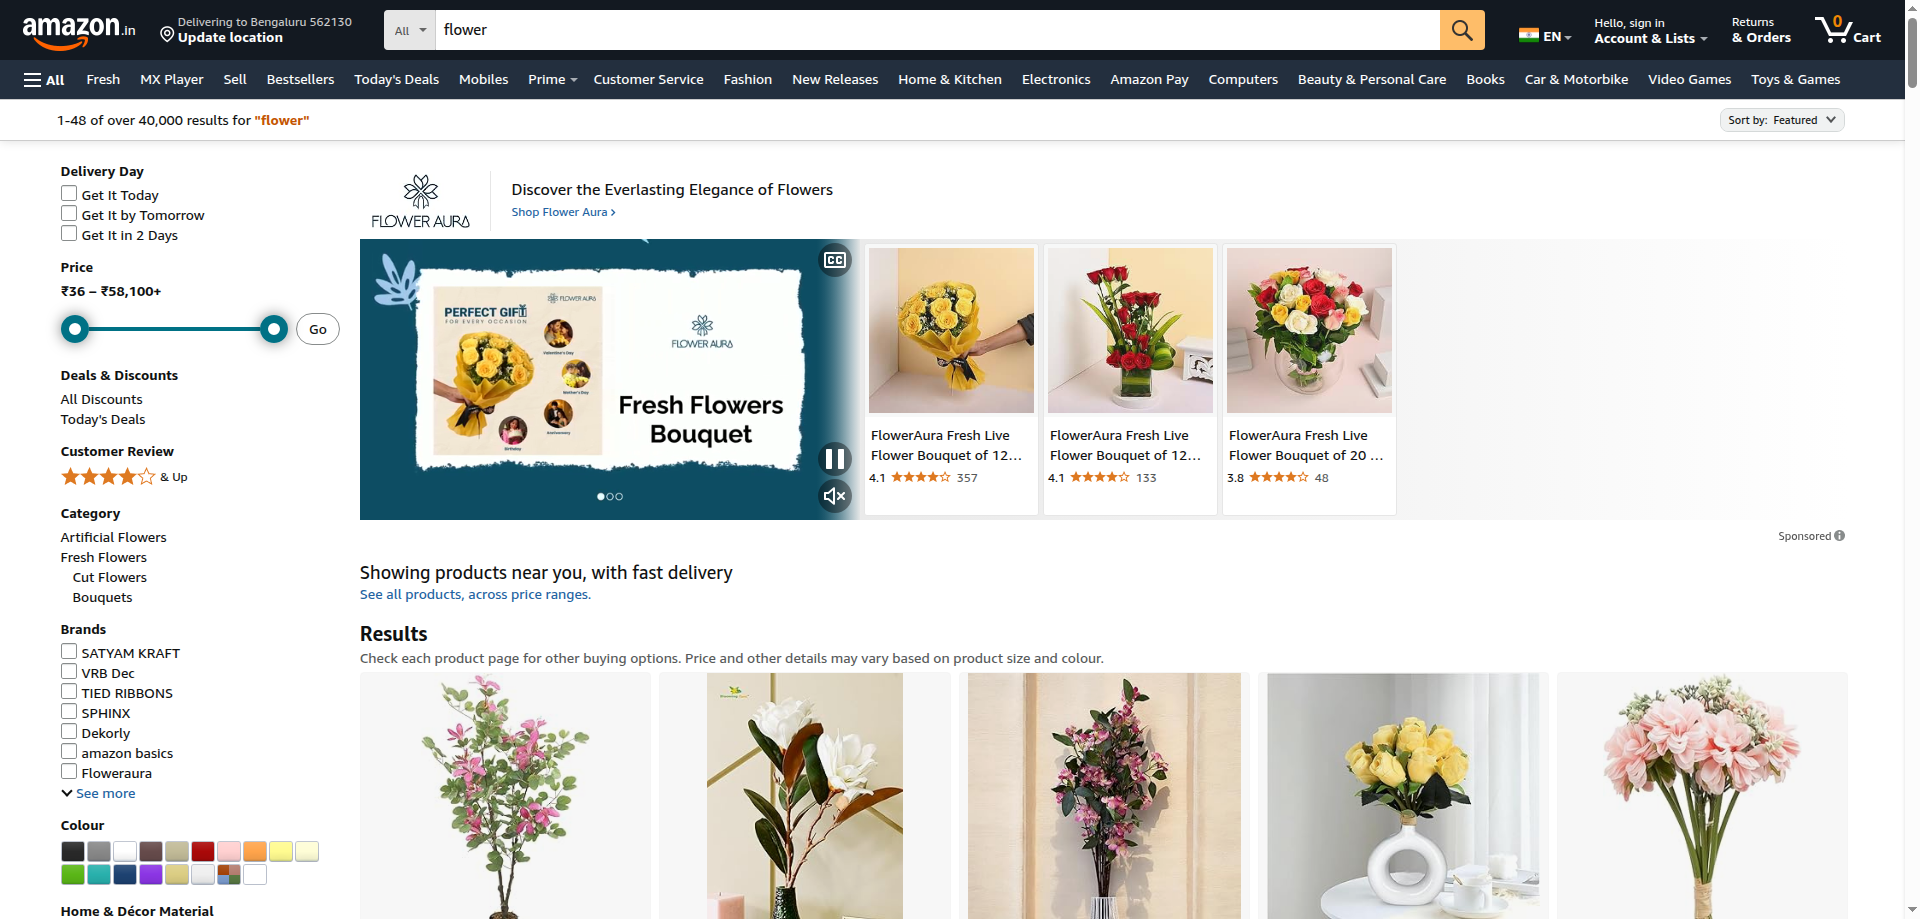 amazon.in
Delivering to Bengaluru 562130
Update location
All
flower
EN
Hello, sign in
Account & Lists
Returns
& Orders
0
Cart
All
Fresh
MX Player
Sell
Bestsellers
Today's Deals
Mobiles
Prime
Customer Service
Fashion
New Releases
Home & Kitchen
Electronics
Amazon Pay
Computers
Beauty & Personal Care
Books
Car & Motorbike
Video Games
Toys & Games
1-48 of over 40,000 results for "flower"
Sort by: Featured
Delivery Day
Get It Today
Get It by Tomorrow
Get It in 2 Days
Price
₹36 – ₹58,100+
Go
Deals & Discounts
All Discounts
Today's Deals
Customer Review
& Up
Category
Artificial Flowers
Fresh Flowers
Cut Flowers
Bouquets
Brands
SATYAM KRAFT
VRB Dec
TIED RIBBONS
SPHINX
Dekorly
amazon basics
Floweraura
See more
Colour
Home & Décor Material
FLOWER AURA
Discover the Everlasting Elegance of Flowers
Shop Flower Aura ›
CC
FLOWER AURA
PERFECT GIFT
FOR EVERY OCCASION
Valentine's Day
Mother's Day
Anniversary
Birthday
FLOWER AURA
Fresh Flowers
Bouquet
FlowerAura Fresh Live
Flower Bouquet of 12...
4.1
357
FlowerAura Fresh Live
Flower Bouquet of 12...
4.1
133
FlowerAura Fresh Live
Flower Bouquet of 20 ...
3.8
48
Sponsored
Showing products near you, with fast delivery
See all products, across price ranges.
Results
Check each product page for other buying options. Price and other details may vary based on product size and colour.